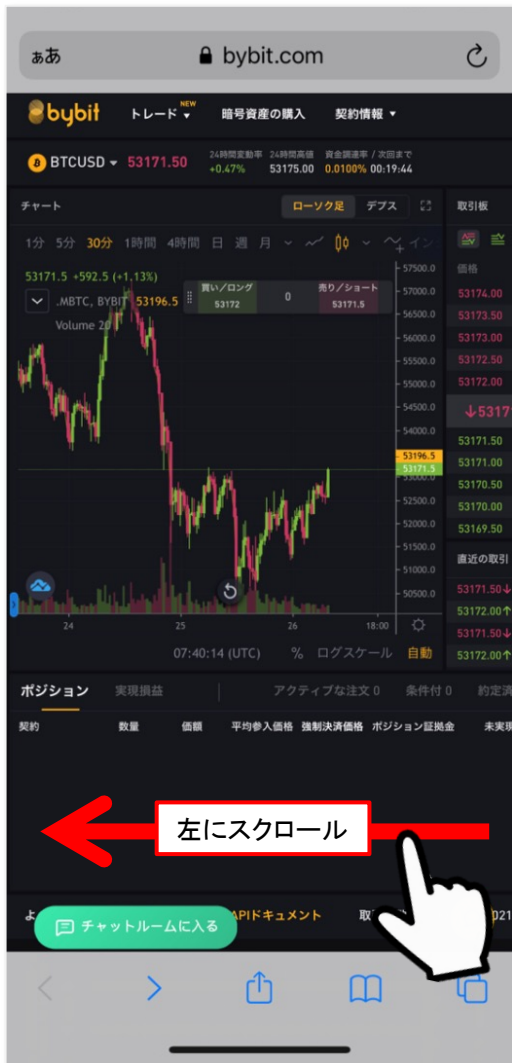 ぁあ bybit.com
bybit トレード NEW 暗号資産の購入 契約情報
BTCUSD 53171.50 24時間変動率 +0.47% 24時間高値 53175.00 資金調達率 / 次回まで 0.0100% 00:19:44
チャート ローソク足 デプス 取引板
1分 5分 30分 1時間 4時間 日 週 月 イン
53171.5 +592.5 (+1.13%)
.MBTC, BYBIT 53196.5
買い/ロング 53172 0 売り/ショート 53171.5
Volume 20
57500.0
57000.0
56500.0
56000.0
55500.0
55000.0
54500.0
54000.0
53196.5
53171.5
53000.0
52500.0
52000.0
51500.0
51000.0
50500.0
24 25 26 18:00
07:40:14 (UTC) % ログスケール 自動
価格
53174.00
53173.50
53173.00
53172.50
53172.00
↓5317
53171.50
53171.00
53170.50
53170.00
53169.50
直近の取引
53171.50↓
53172.00↑
53171.50↓
53172.00↑
ポジション 実現損益 アクティブな注文 0 条件付 0 約定済
契約 数量 価額 平均参入価格 強制決済価格 ポジション証拠金 未実現
左にスクロール
よ チャットルームに入る APIドキュメント 取 021